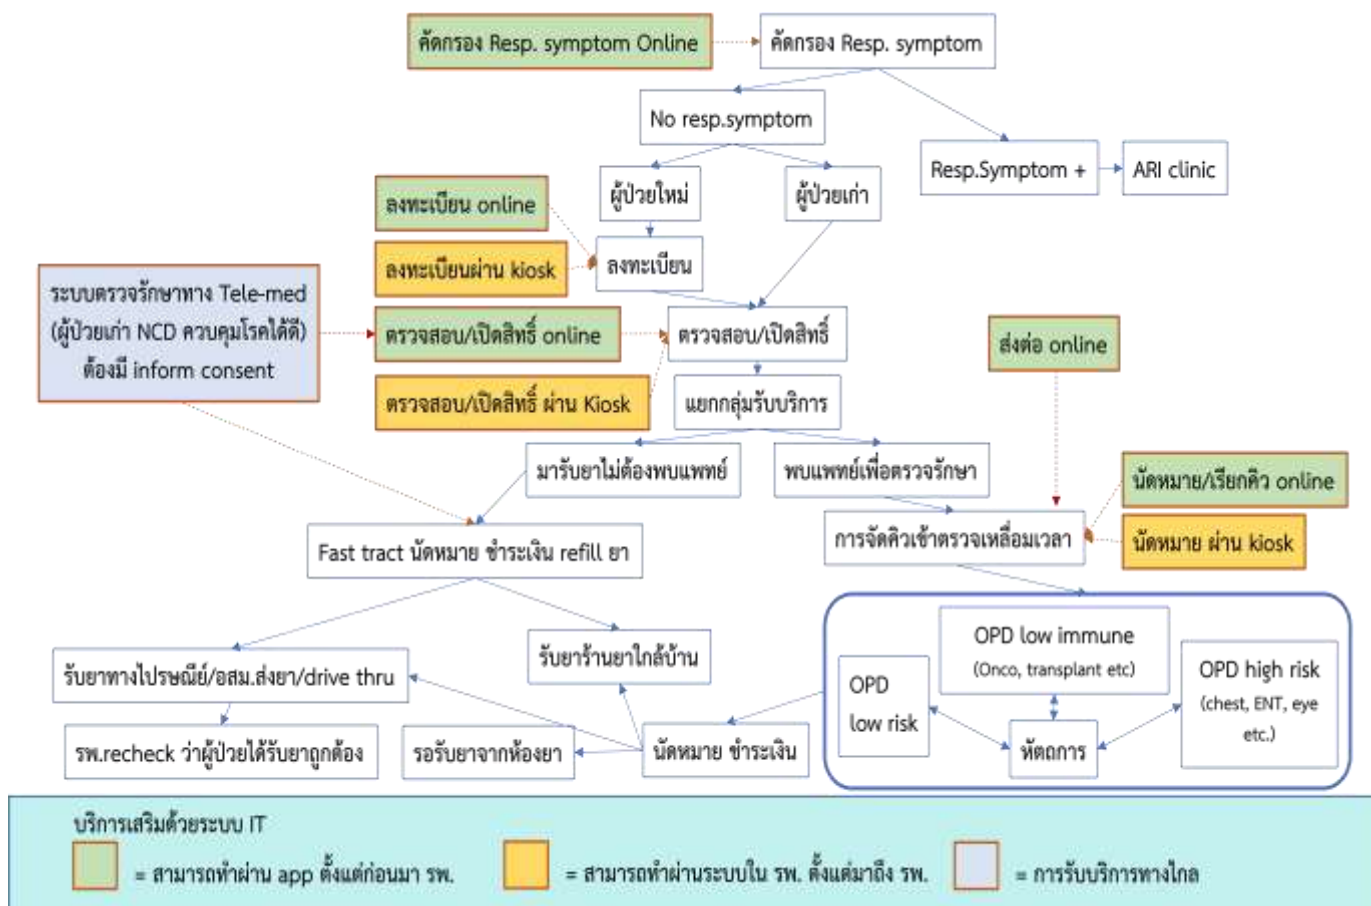 คัดกรอง Resp. symptom Online
คัดกรอง Resp. symptom
No resp.symptom
Resp.Symptom +
ARI clinic
ผู้ป่วยใหม่
ผู้ป่วยเก่า
ลงทะเบียน online
ลงทะเบียนผ่าน kiosk
ลงทะเบียน
ระบบตรวจรักษาทาง Tele-med
(ผู้ป่วยเก่า NCD ควบคุมโรคได้ดี)
ต้องมี inform consent
ตรวจสอบ/เปิดสิทธิ์ online
ตรวจสอบ/เปิดสิทธิ์
ส่งต่อ online
ตรวจสอบ/เปิดสิทธิ์ ผ่าน Kiosk
แยกกลุ่มรับบริการ
มารับยาไม่ต้องพบแพทย์
พบแพทย์เพื่อตรวจรักษา
นัดหมาย/เรียกคิว online
นัดหมาย ผ่าน kiosk
Fast tract นัดหมาย ชำระเงิน refill ยา
การจัดคิวเข้าตรวจเหลื่อมเวลา
รับยาทางไปรษณีย์/อสม.ส่งยา/drive thru
รับยาร้านยาใกล้บ้าน
OPD low immune
(Onco, transplant etc)
OPD
low risk
OPD high risk
(chest, ENT, eye
etc.)
หัตถการ
รพ.recheck ว่าผู้ป่วยได้รับยาถูกต้อง
รอรับยาจากห้องยา
นัดหมาย ชำระเงิน
บริการเสริมด้วยระบบ IT
= สามารถทำผ่าน app ตั้งแต่ก่อนมา รพ.
= สามารถทำผ่านระบบใน รพ. ตั้งแต่มาถึง รพ.
= การรับบริการทางไกล